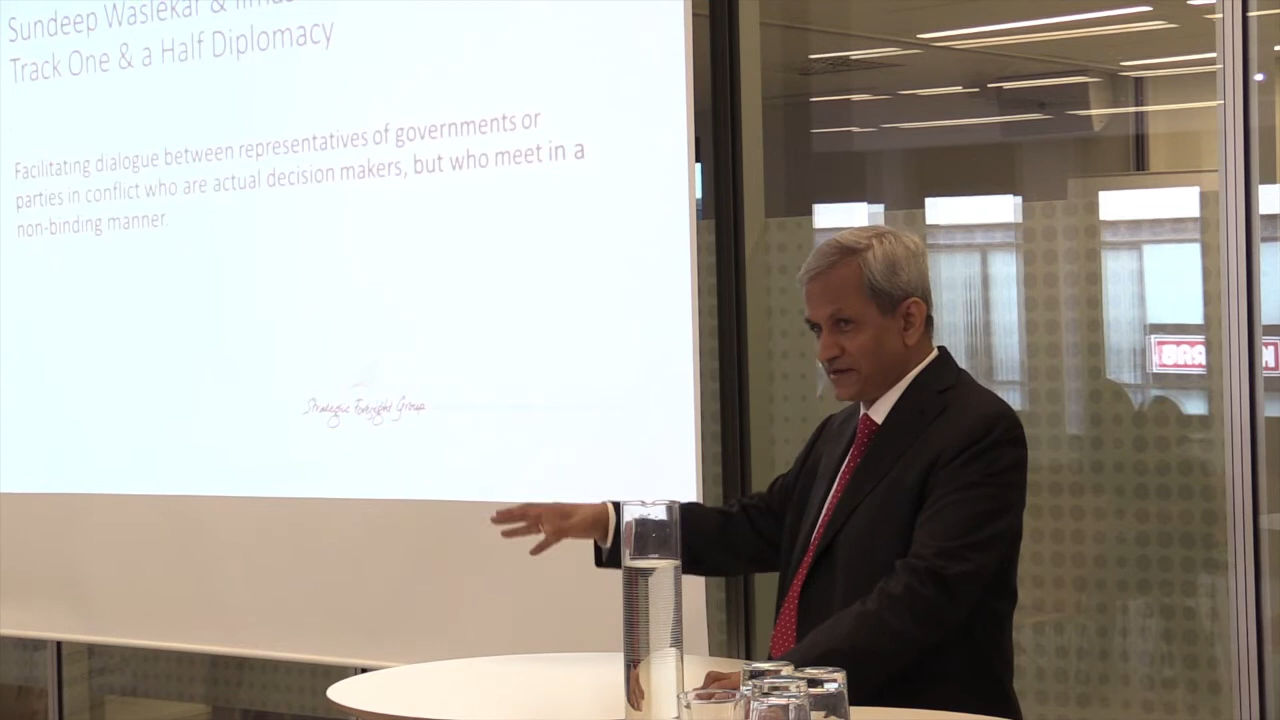 Sundeep Waslekar &
Track One & a Half Diplomacy
Facilitating dialogue between representatives of governments or
parties in conflict who are actual decision makers, but who meet in a
non-binding manner.
Strategic Foresight Group